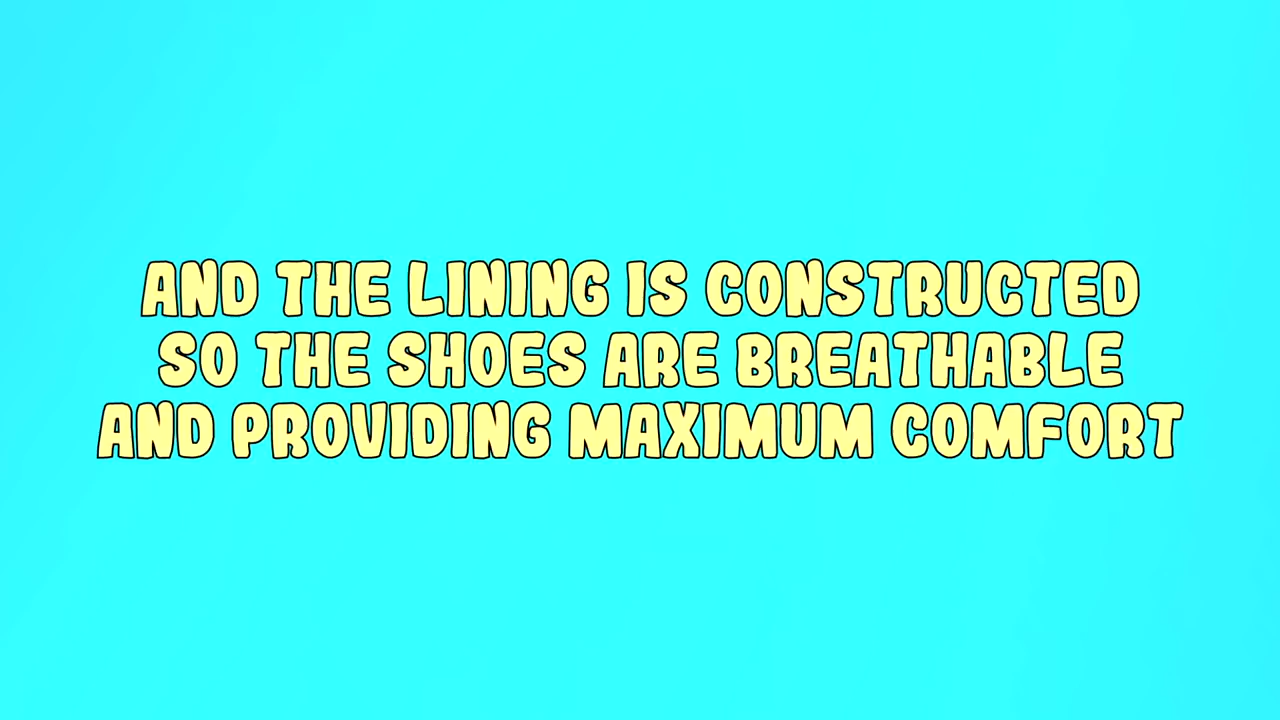 AND THE LINING IS CONSTRUCTED
SO THE SHOES ARE BREATHABLE
AND PROVIDING MAXIMUM COMFORT